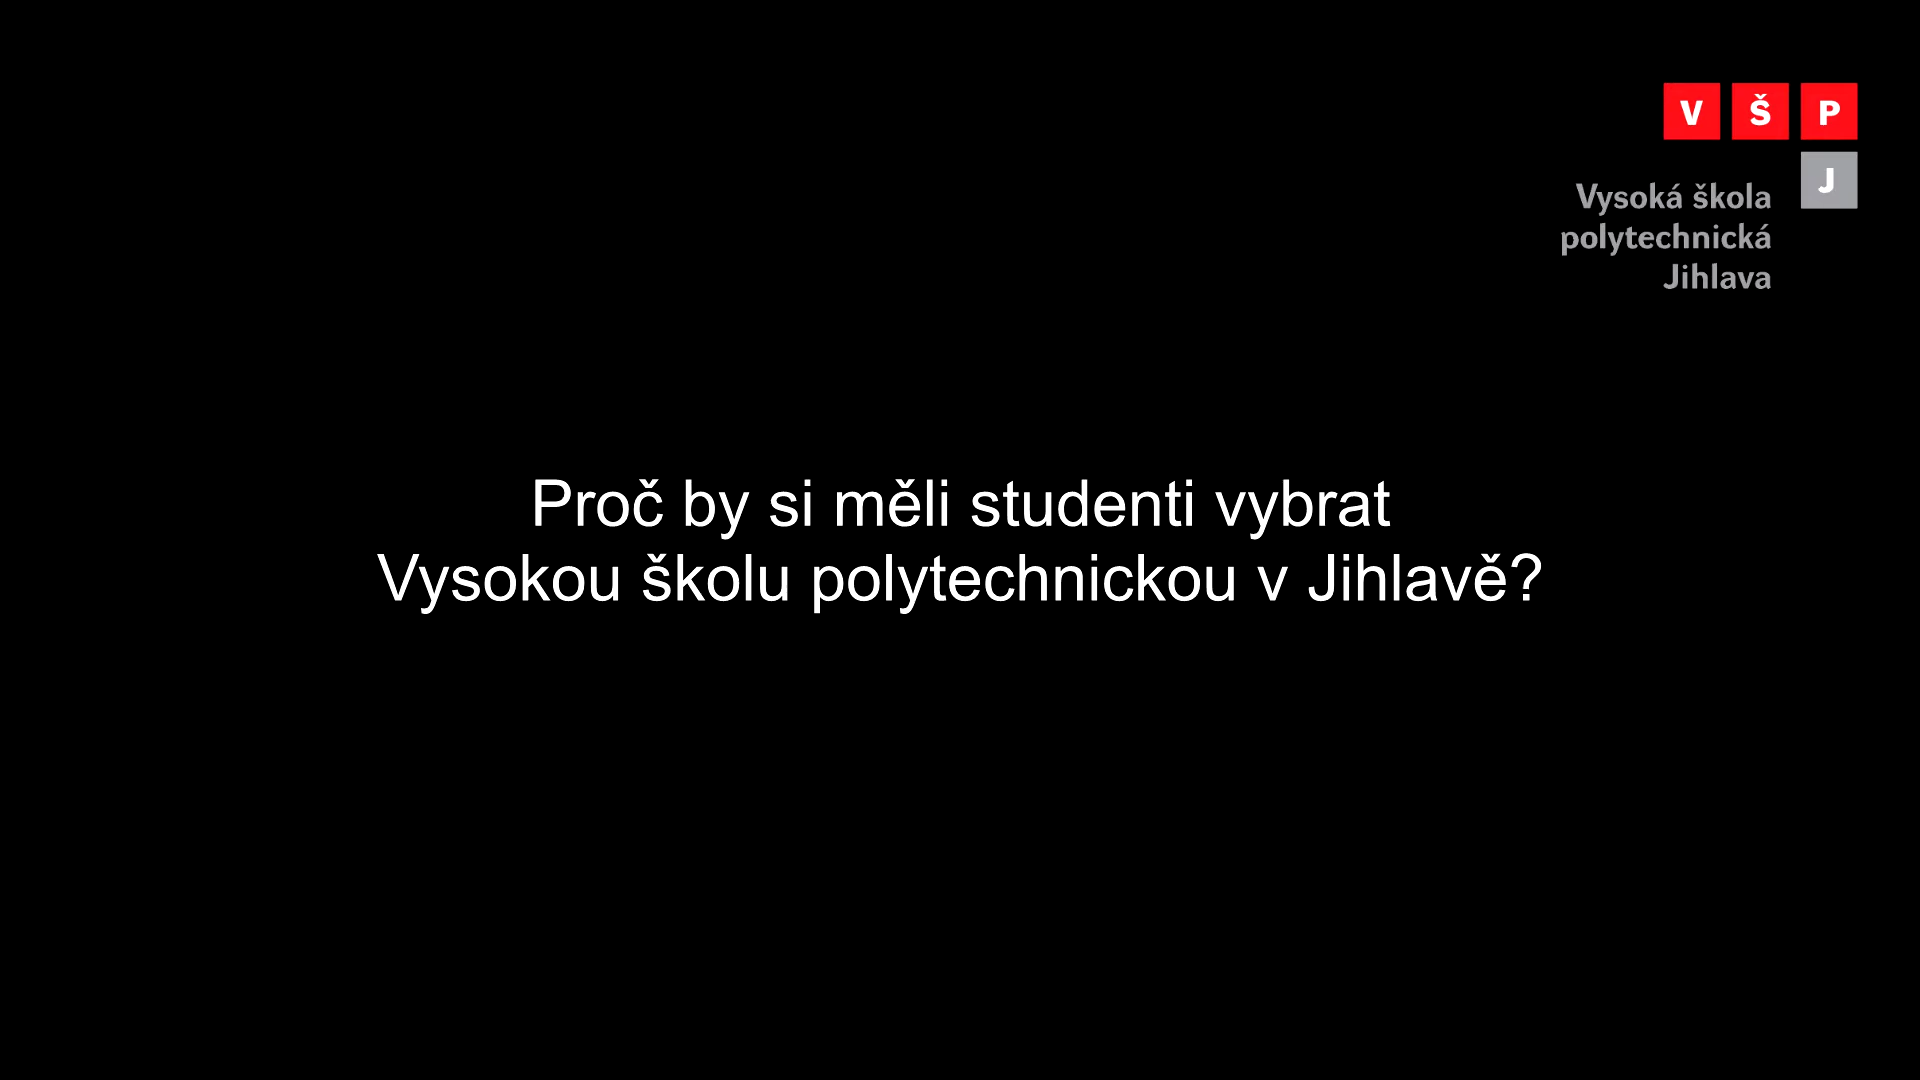 V Š P
J
Vysoká škola
polytechnická
Jihlava
Proč by si měli studenti vybrat
Vysokou školu polytechnickou v Jihlavě?